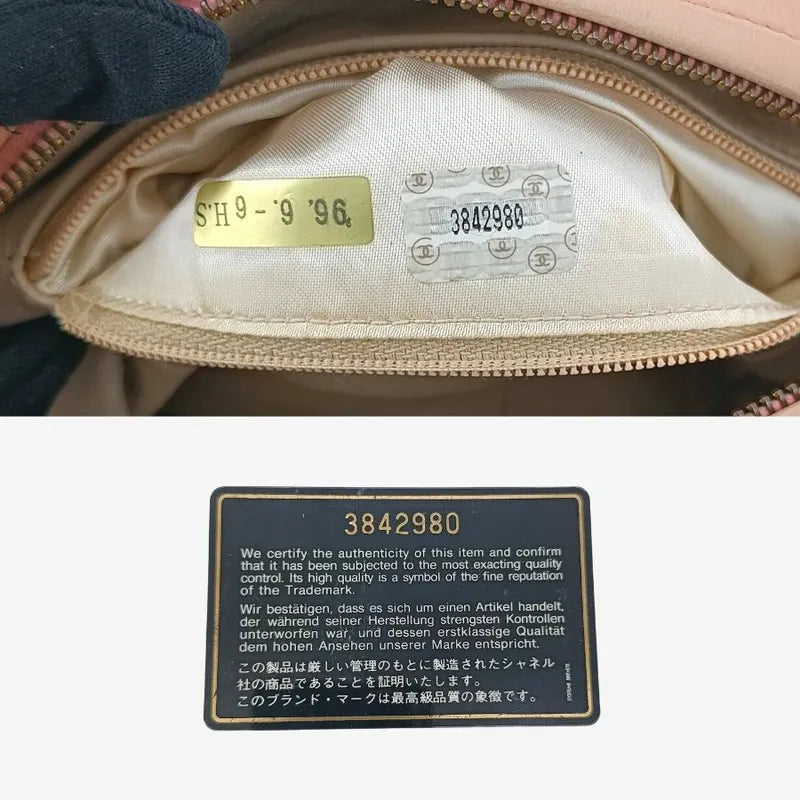 S'H 9 - 9 .6 .96
3842980
3842980
We certify the authenticity of this item and confirm
that it has been subjected to the most exacting quality
control. Its high quality is a symbol of the fine reputation
of the Trademark.
Wir bestätigen, dass es sich um einen Artikel handelt,
der während seiner Herstellung strengsten Kontrollen
unterworfen war, und dessen erstklassige Qualität
dem hohen Ansehen unserer Marke entspricht.
この製品は厳しい管理のもとに製造されたシャネル
社の商品であることを証明いたします。
このブランド・マークは最高級品質の象徴です。